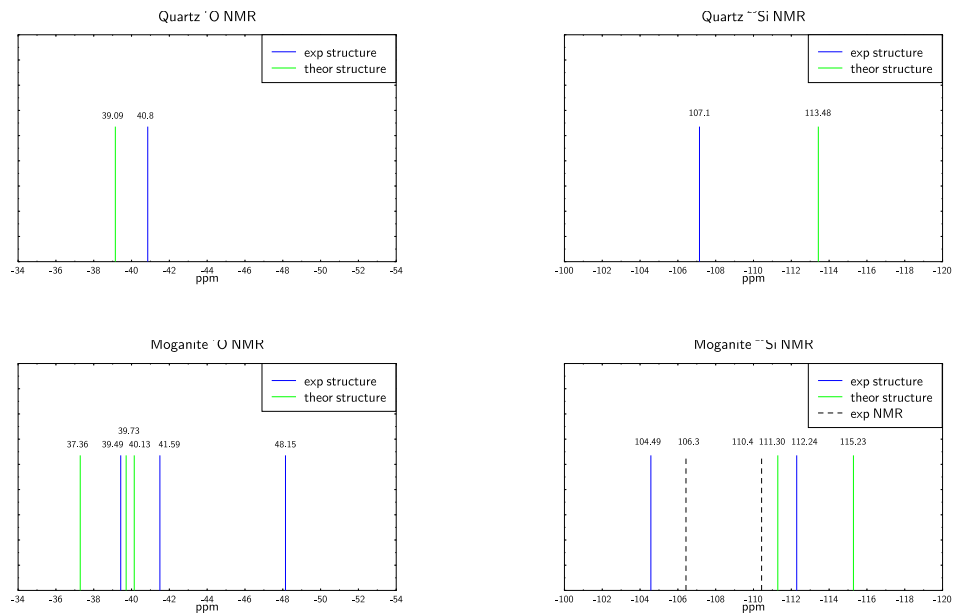 Quartz O NMR
exp structure
theor structure
39.09 40.8
-34 -36 -38 -40 -42 -44 -46 -48 -50 -52 -54
ppm
Quartz Si NMR
exp structure
theor structure
107.1 113.48
-100 -102 -104 -106 -108 -110 -112 -114 -116 -118 -120
ppm
Moganite O NMR
exp structure
theor structure
39.73
37.36 39.49 40.13 41.59 48.15
-34 -36 -38 -40 -42 -44 -46 -48 -50 -52 -54
ppm
Moganite Si NMR
exp structure
theor structure
exp NMR
104.49 106.3 110.4 111.30 112.24 115.23
-100 -102 -104 -106 -108 -110 -112 -114 -116 -118 -120
ppm